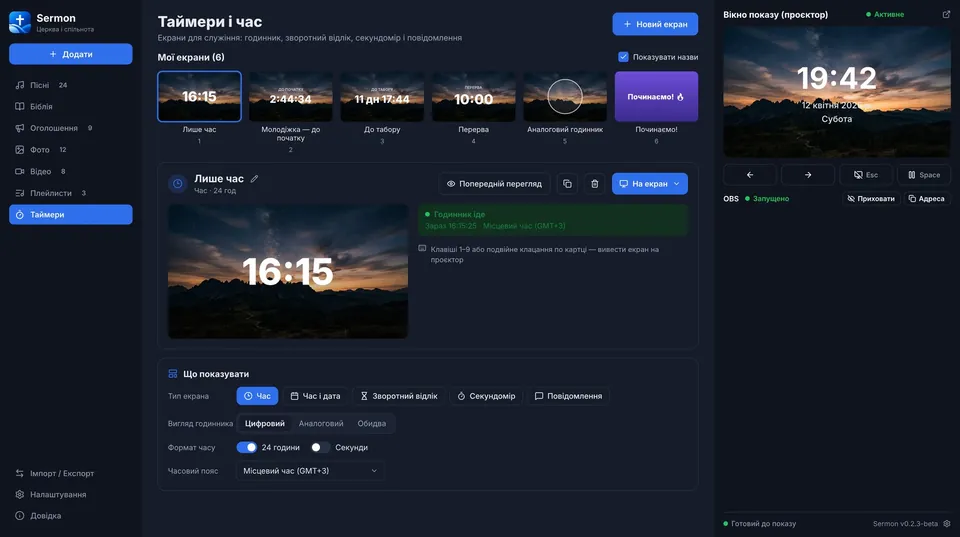 Sermon
Церква і спільнота
Додати
Пісні 24
Біблія
Оголошення 9
Фото 12
Відео 8
Плейлисти 3
Таймери
Імпорт / Експорт
Налаштування
Довідка
Таймери і час
Екрани для служіння: годинник, зворотний відлік, секундомір і повідомлення
Новий екран
Мої екрани (6)
Показувати назви
16:15
Лише час
1
ДО ПОЧАТКУ
2:44:34
Молодіжка — до початку
2
ДО ТАБОРУ
11 дн 17:44
До табору
3
ПЕРЕРВА
10:00
Перерва
4
Аналоговий годинник
5
Починаємо! 🔥
Починаємо!
6
Лише час
Час · 24 год
Попередній перегляд
На екран
16:15
Годинник іде
Зараз 16:15:25 · Місцевий час (GMT+3)
Клавіші 1–9 або подвійне клацання по картці — вивести екран на
проєктор
Що показувати
Тип екрана
Час
Час і дата
Зворотний відлік
Секундомір
Повідомлення
Вигляд годинника
Цифровий
Аналоговий
Обидва
Формат часу
24 години
Секунди
Часовий пояс
Місцевий час (GMT+3)
Вікно показу (проєктор)
Активне
19:42
12 квітня
Субота
Esc
Space
OBS
Запущено
Приховати
Адреса
Готовий до показу
Sermon v0.2.3-beta